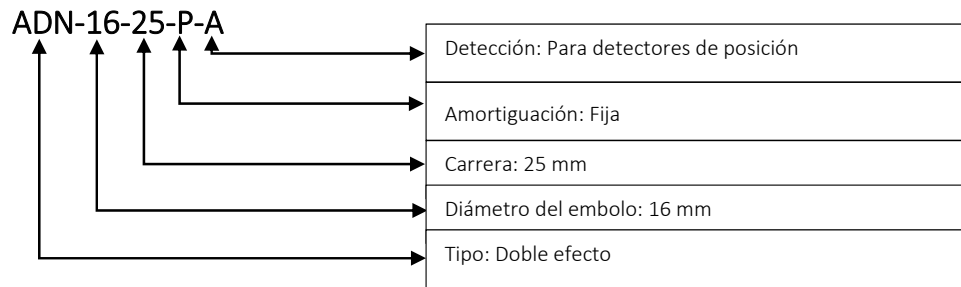 ADN-16-25-P-A
Detección: Para detectores de posición
Amortiguación: Fija
Carrera: 25 mm
Diámetro del embolo: 16 mm
Tipo: Doble efecto